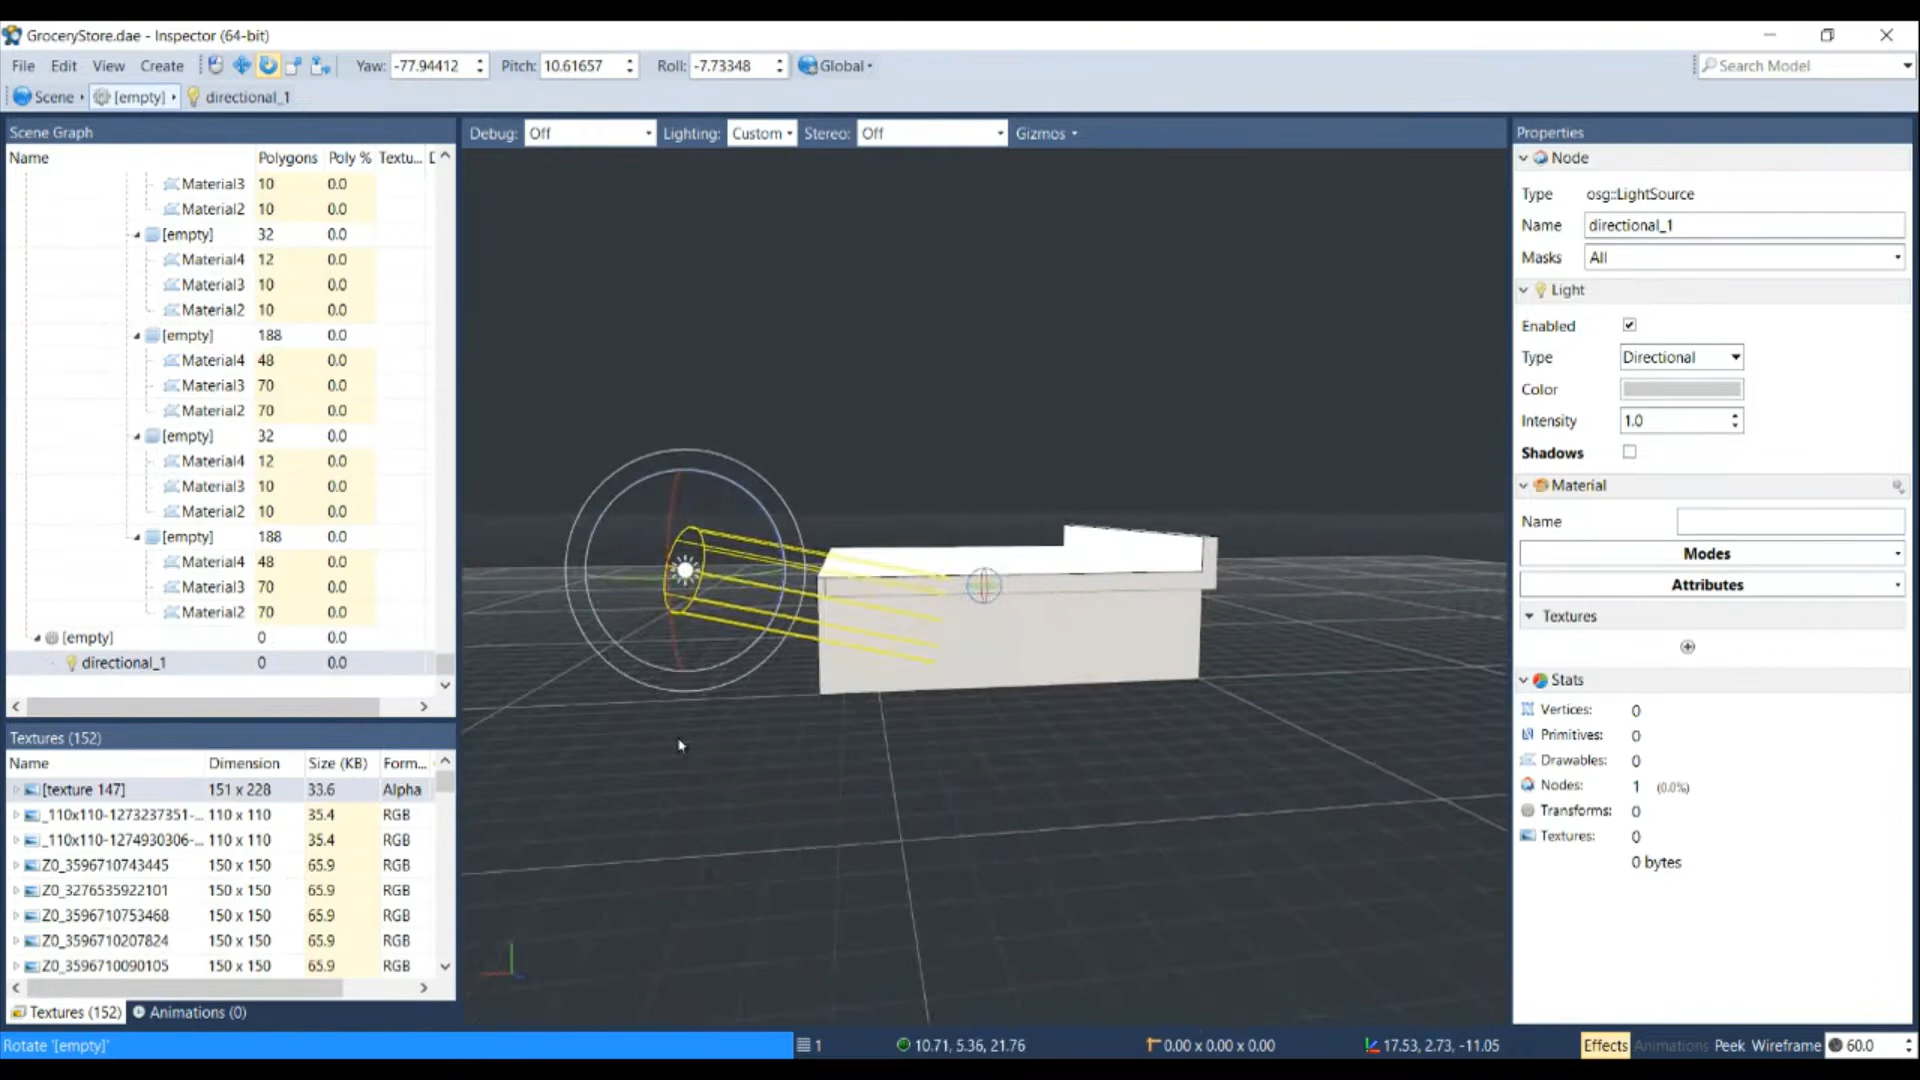 GroceryStore.dae - Inspector (64-bit)
File Edit View Create Yaw: -77.94412 Pitch: 10.61657 Roll: -7.73348 Global Search Model
Scene [empty] directional_1
Scene Graph
Name Polygons Poly % Textu...
Material3 10 0.0
Material2 10 0.0
[empty] 32 0.0
Material4 12 0.0
Material3 10 0.0
Material2 10 0.0
[empty] 188 0.0
Material4 48 0.0
Material3 70 0.0
Material2 70 0.0
[empty] 32 0.0
Material4 12 0.0
Material3 10 0.0
Material2 10 0.0
[empty] 188 0.0
Material4 48 0.0
Material3 70 0.0
Material2 70 0.0
[empty] 0 0.0
directional_1 0 0.0
Textures (152)
Name Dimension Size (KB) Form...
[texture 147] 151 x 228 33.6 Alpha
_110x110-1273237351-... 110 x 110 35.4 RGB
_110x110-1274930306-... 110 x 110 35.4 RGB
Z0_3596710743445 150 x 150 65.9 RGB
Z0_3276535922101 150 x 150 65.9 RGB
Z0_3596710753468 150 x 150 65.9 RGB
Z0_3596710207824 150 x 150 65.9 RGB
Z0_3596710090105 150 x 150 65.9 RGB
Textures (152) Animations (0)
Debug: Off Lighting: Custom Stereo: Off Gizmos
Properties
Node
Type osg::LightSource
Name directional_1
Masks All
Light
Enabled
Type Directional
Color
Intensity 1.0
Shadows
Material
Name
Modes
Attributes
Textures
Stats
Vertices: 0
Primitives: 0
Drawables: 0
Nodes: 1 (0.0%)
Transforms: 0
Textures: 0
0 bytes
Rotate '[empty]' 1 10.71, 5.36, 21.76 0.00 x 0.00 x 0.00 17.53, 2.73, -11.05 Effects Animations Peek Wireframe 60.0